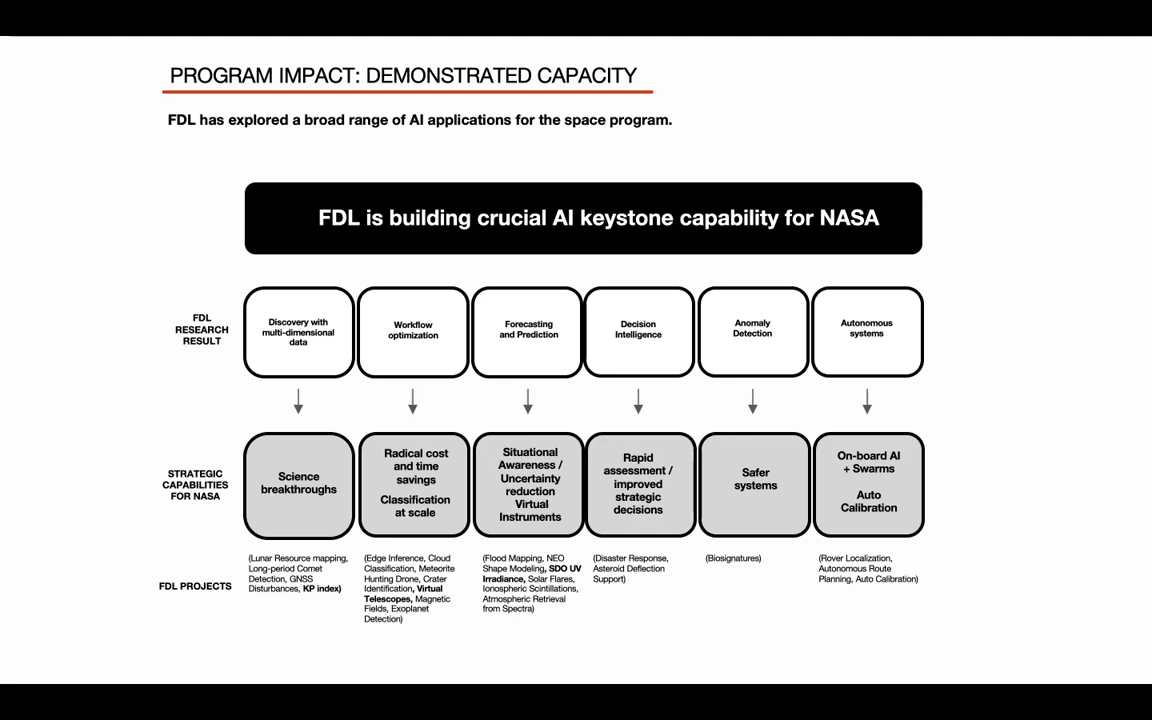 PROGRAM IMPACT: DEMONSTRATED CAPACITY
FDL has explored a broad range of AI applications for the space program.
FDL is building crucial AI keystone capability for NASA
FDL
RESEARCH
RESULT
Discovery with
multi-dimensional
data
Workflow
optimization
Forecasting
and Prediction
Decision
Intelligence
Anomaly
Detection
Autonomous
systems
STRATEGIC
CAPABILITIES
FOR NASA
Science
breakthroughs
Radical cost
and time
savings
Classification
at scale
Situational
Awareness /
Uncertainty
reduction
Virtual
Instruments
Rapid
assessment /
improved
strategic
decisions
Safer
systems
On-board AI
+ Swarms
Auto
Calibration
FDL PROJECTS
(Lunar Resource mapping,
Long-period Comet
Detection, GNSS
Disturbances, KP index)
(Edge Inference, Cloud
Classification, Meteorite
Hunting Drone, Crater
Identification, Virtual
Telescopes, Magnetic
Fields, Exoplanet
Detection)
(Flood Mapping, NEO
Shape Modeling, SDO UV
Irradiance, Solar Flares,
Ionospheric Scintillations,
Atmospheric Retrieval
from Spectra)
(Disaster Response,
Asteroid Deflection
Support)
(Biosignatures)
(Rover Localization,
Autonomous Route
Planning, Auto Calibration)